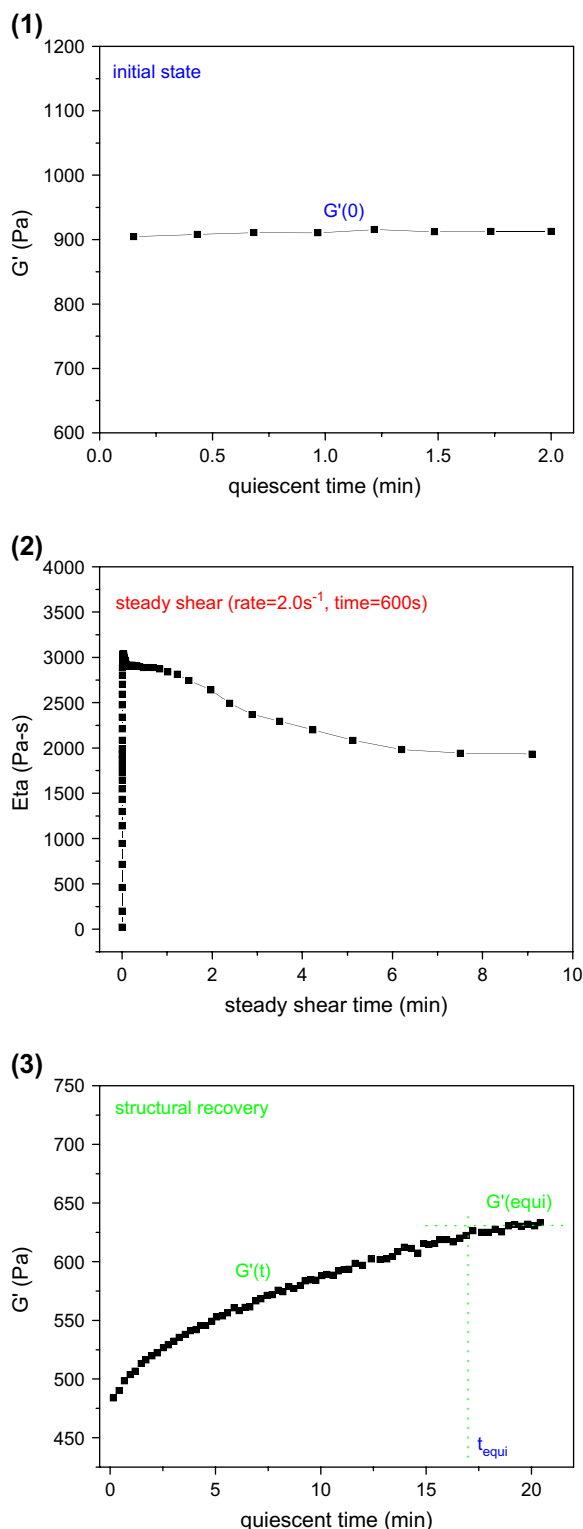 (1)
1200
1100
1000
900
800
700
600
G' (Pa)
initial state
G'(0)
0.0 0.5 1.0 1.5 2.0
quiescent time (min)
(2)
4000
3500
3000
2500
2000
1500
1000
500
0
Eta (Pa-s)
steady shear (rate=2.0s⁻¹, time=600s)
0 2 4 6 8 10
steady shear time (min)
(3)
750
700
650
600
550
500
450
G' (Pa)
structural recovery
G'(equi)
G'(t)
t_equi
0 5 10 15 20
quiescent time (min)